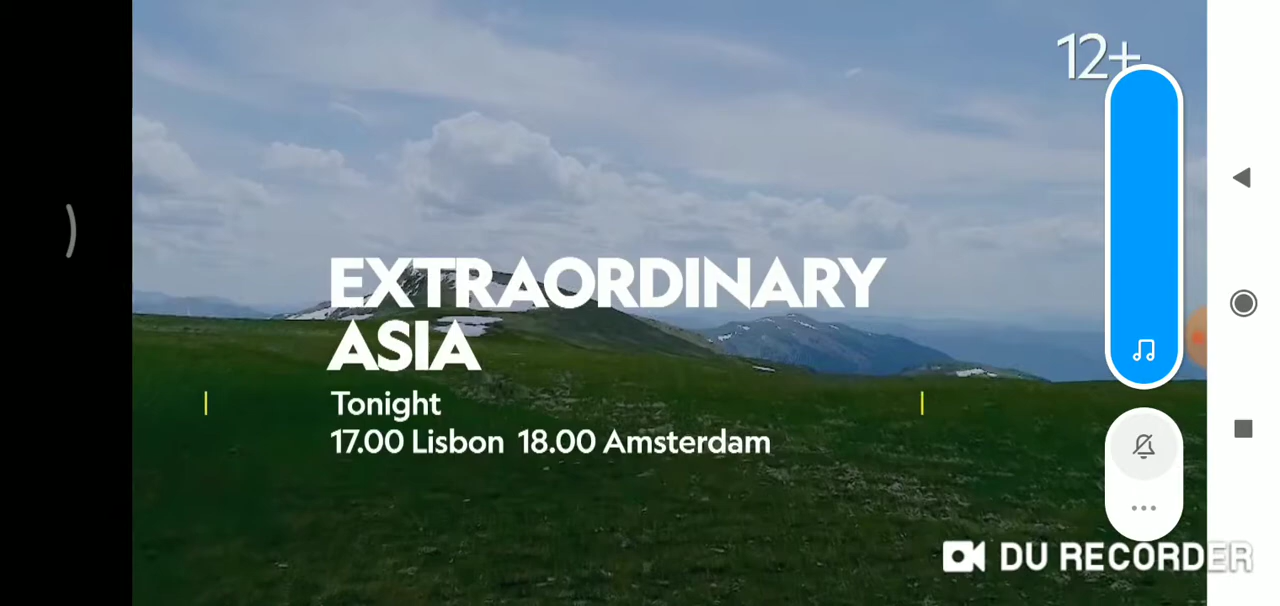 12+
EXTRAORDINARY
ASIA
Tonight
17.00 Lisbon 18.00 Amsterdam
DU RECORDER